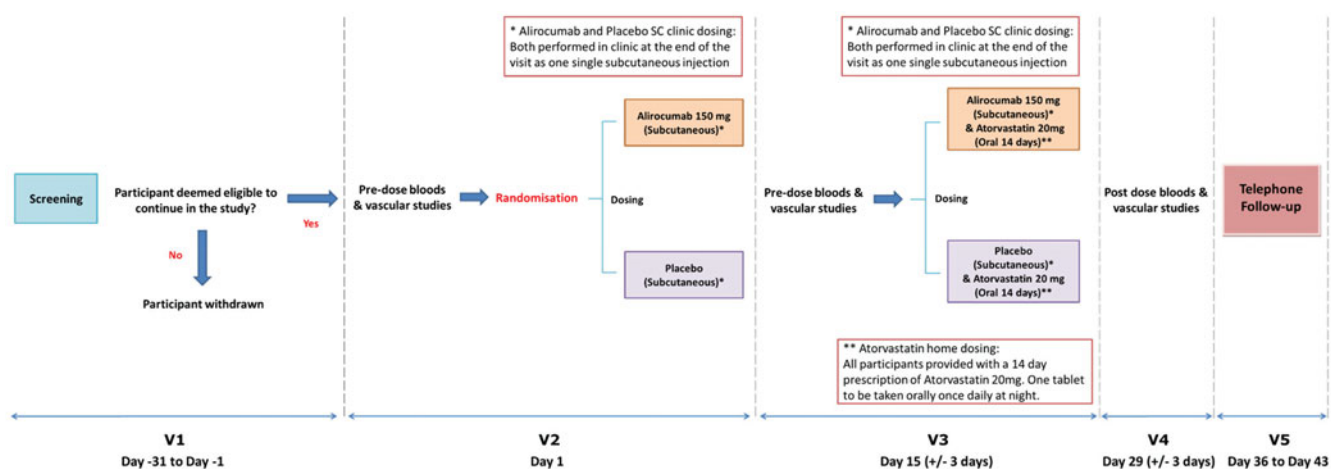 * Alirocumab and Placebo SC clinic dosing:
Both performed in clinic at the end of the
visit as one single subcutaneous injection
* Alirocumab and Placebo SC clinic dosing:
Both performed in clinic at the end of the
visit as one single subcutaneous injection
Screening
Participant deemed eligible to
continue in the study?
Yes
No
Participant withdrawn
Pre-dose bloods
& vascular studies
Randomisation
Dosing
Alirocumab 150 mg
(Subcutaneous)*
Placebo
(Subcutaneous)*
Pre-dose bloods &
vascular studies
Dosing
Alirocumab 150 mg
(Subcutaneous)*
& Atorvastatin 20mg
(Oral 14 days)**
Placebo
(Subcutaneous)*
& Atorvastatin 20 mg
(Oral 14 days)**
Post dose bloods &
vascular studies
Telephone
Follow-up
** Atorvastatin home dosing:
All participants provided with a 14 day
prescription of Atorvastatin 20mg. One tablet
to be taken orally once daily at night.
V1
Day -31 to Day -1
V2
Day 1
V3
Day 15 (+/- 3 days)
V4
Day 29 (+/- 3 days)
V5
Day 36 to Day 43